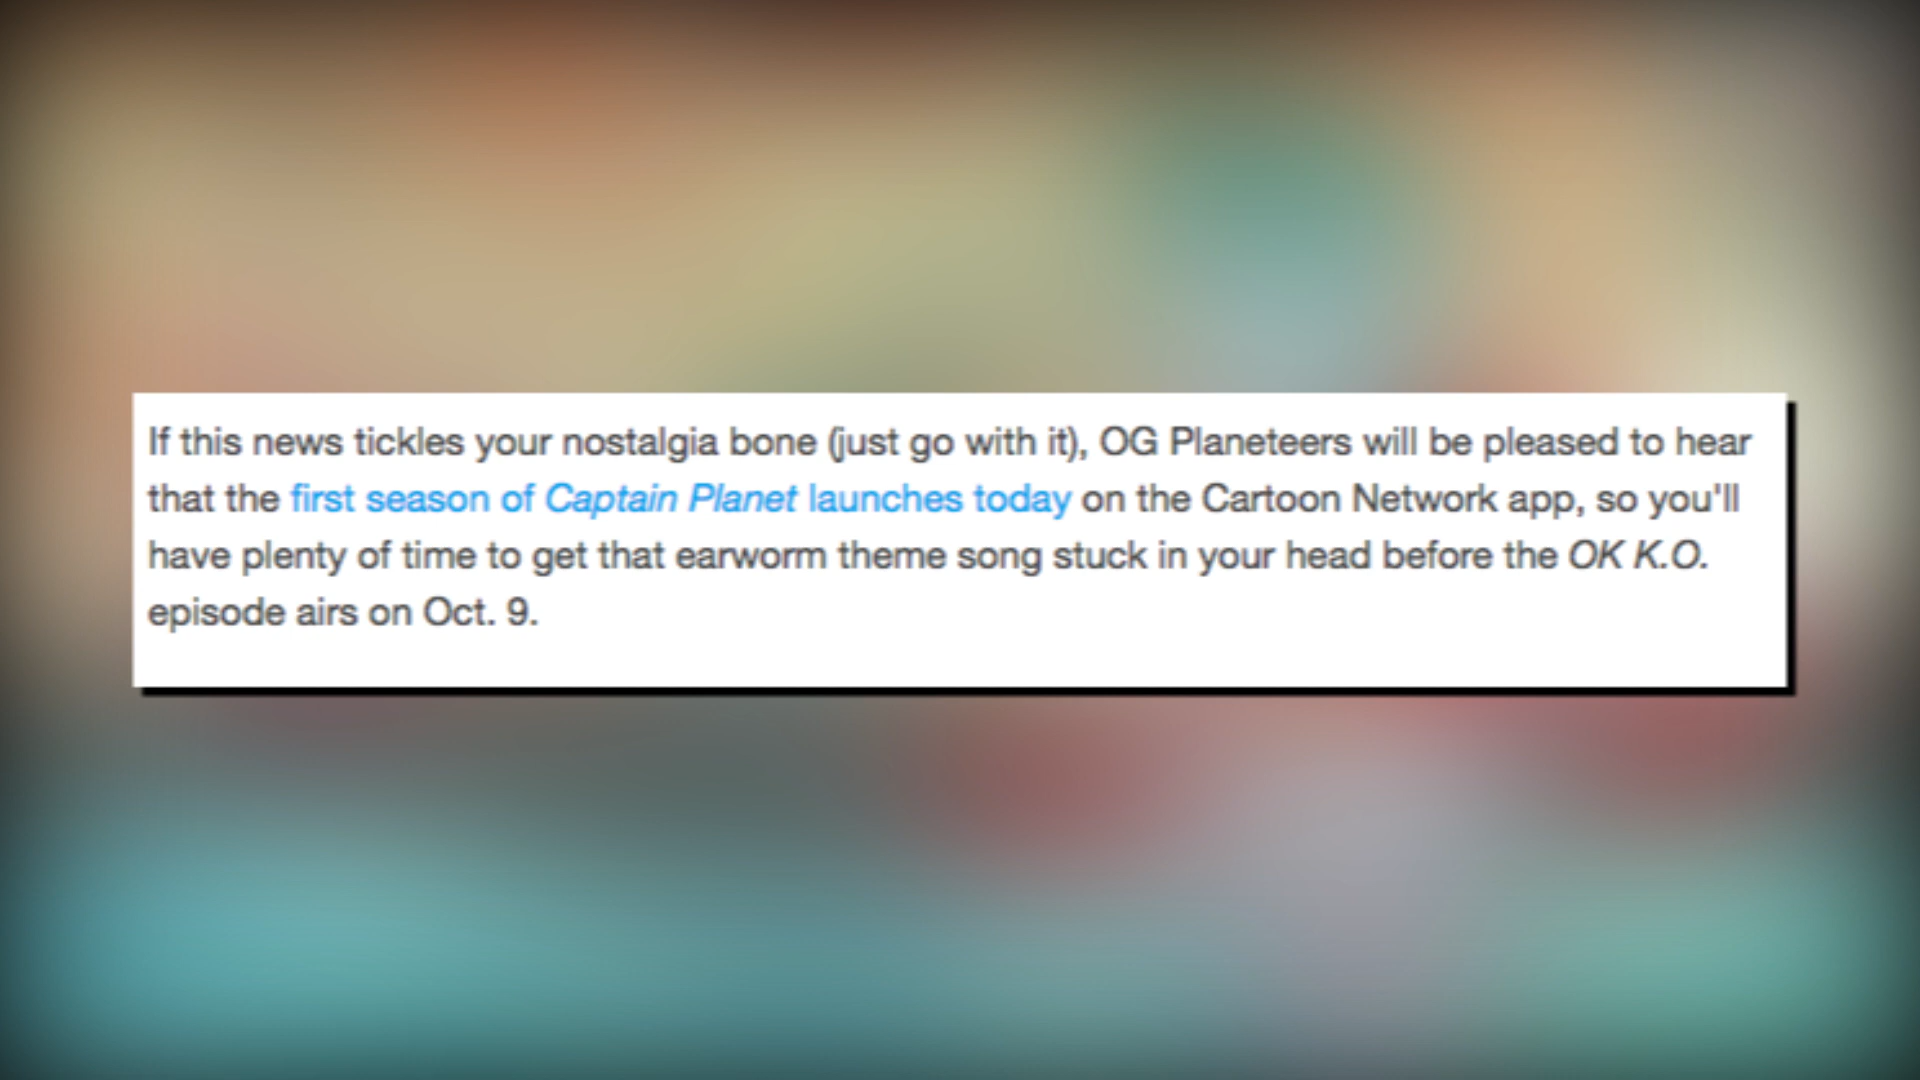 If this news tickles your nostalgia bone (just go with it), OG Planeteers will be pleased to hear
that the first season of Captain Planet launches today on the Cartoon Network app, so you'll
have plenty of time to get that earworm theme song stuck in your head before the OK K.O.
episode airs on Oct. 9.